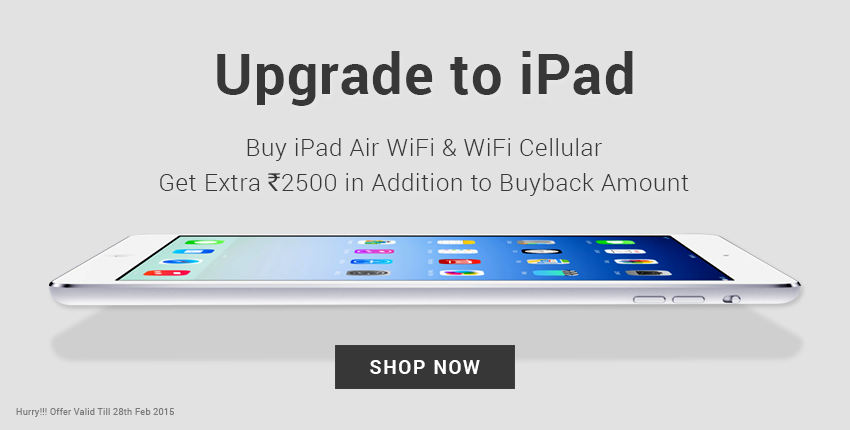 Upgrade to iPad
Buy iPad Air WiFi & WiFi Cellular
Get Extra ₹2500 in Addition to Buyback Amount
SHOP NOW
Hurry!!! Offer Valid Till 28th Feb 2015